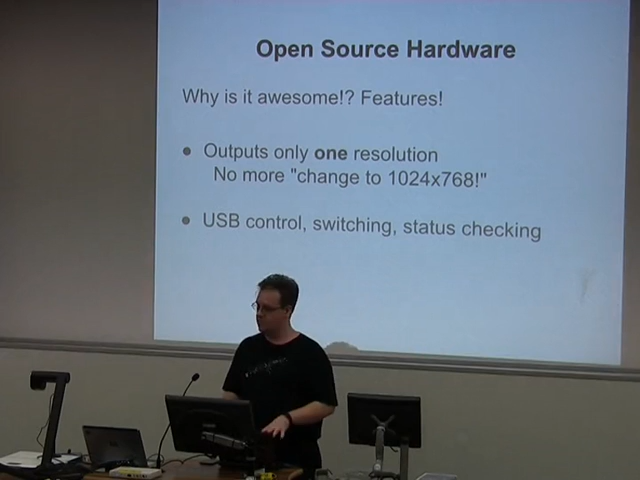 Open Source Hardware
Why is it awesome!? Features!
• Outputs only one resolution
No more "change to 1024x768!"
• USB control, switching, status checking